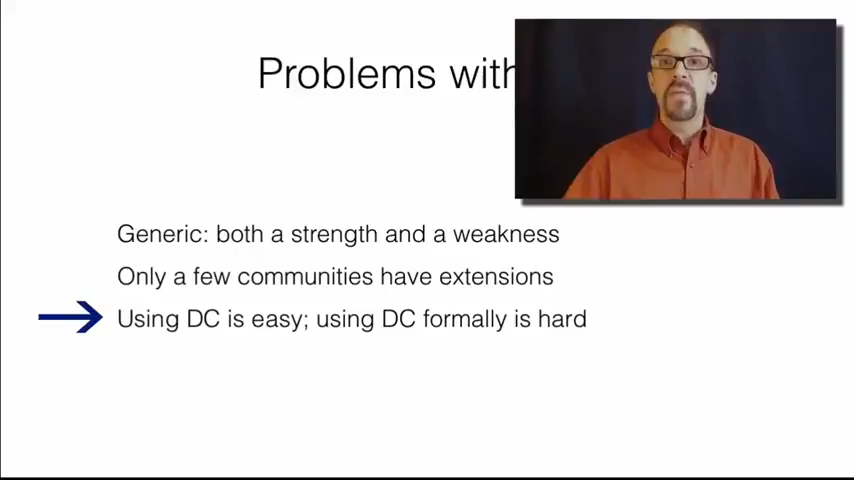 Problems with
Generic: both a strength and a weakness
Only a few communities have extensions
Using DC is easy; using DC formally is hard